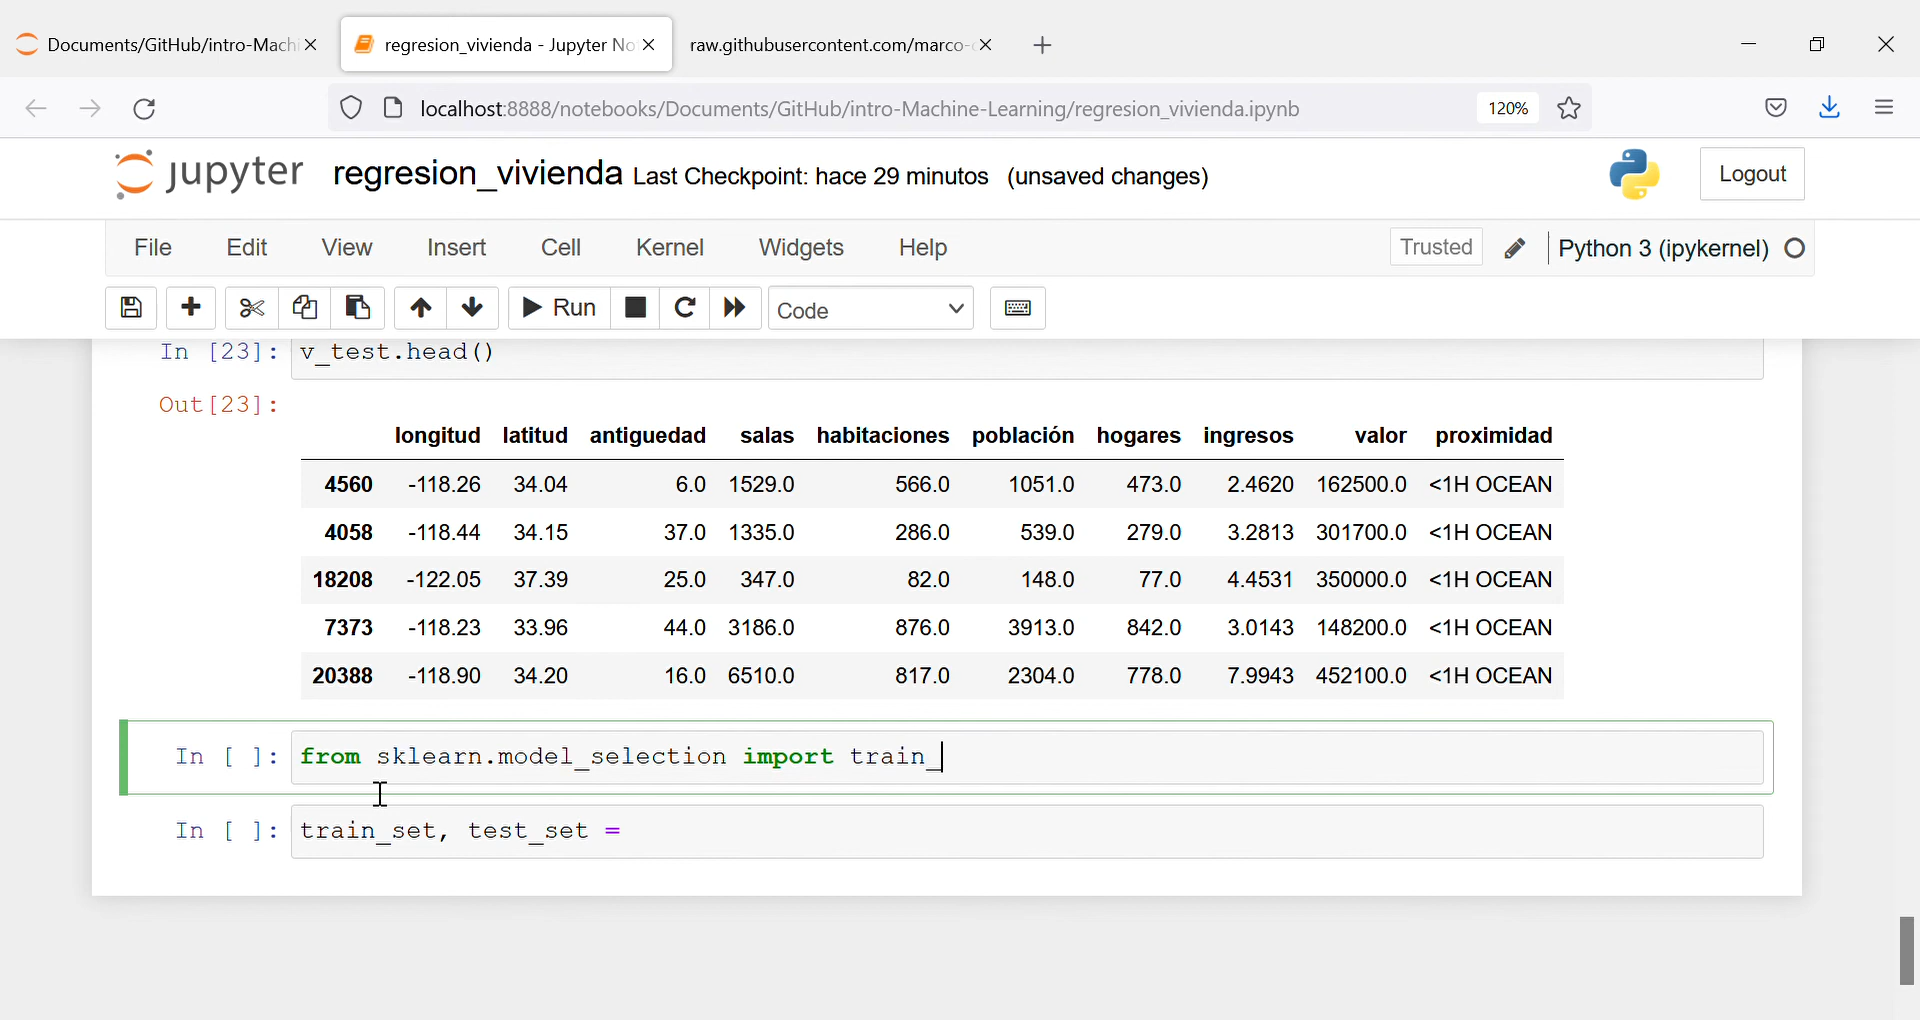 Documents/GitHub/intro-Machi
regresion_vivienda - Jupyter No
raw.githubusercontent.com/marco-
localhost:8888/notebooks/Documents/GitHub/intro-Machine-Learning/regresion_vivienda.ipynb
120%
jupyter regresion_vivienda Last Checkpoint: hace 29 minutos (unsaved changes)
Logout
File Edit View Insert Cell Kernel Widgets Help
Trusted
Python 3 (ipykernel)
Run
Code
In [23]: v_test.head()
Out[23]:
longitud latitud antiguedad salas habitaciones población hogares ingresos valor proximidad
4560 -118.26 34.04 6.0 1529.0 566.0 1051.0 473.0 2.4620 162500.0 <1H OCEAN
4058 -118.44 34.15 37.0 1335.0 286.0 539.0 279.0 3.2813 301700.0 <1H OCEAN
18208 -122.05 37.39 25.0 347.0 82.0 148.0 77.0 4.4531 350000.0 <1H OCEAN
7373 -118.23 33.96 44.0 3186.0 876.0 3913.0 842.0 3.0143 148200.0 <1H OCEAN
20388 -118.90 34.20 16.0 6510.0 817.0 2304.0 778.0 7.9943 452100.0 <1H OCEAN
In [ ]: from sklearn.model_selection import train_
In [ ]: train_set, test_set =